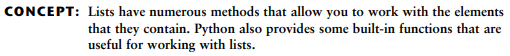 CONCEPT: Lists have numerous methods that allow you to work with the elements
that they contain. Python also provides some built-in functions that are
useful for working with lists.